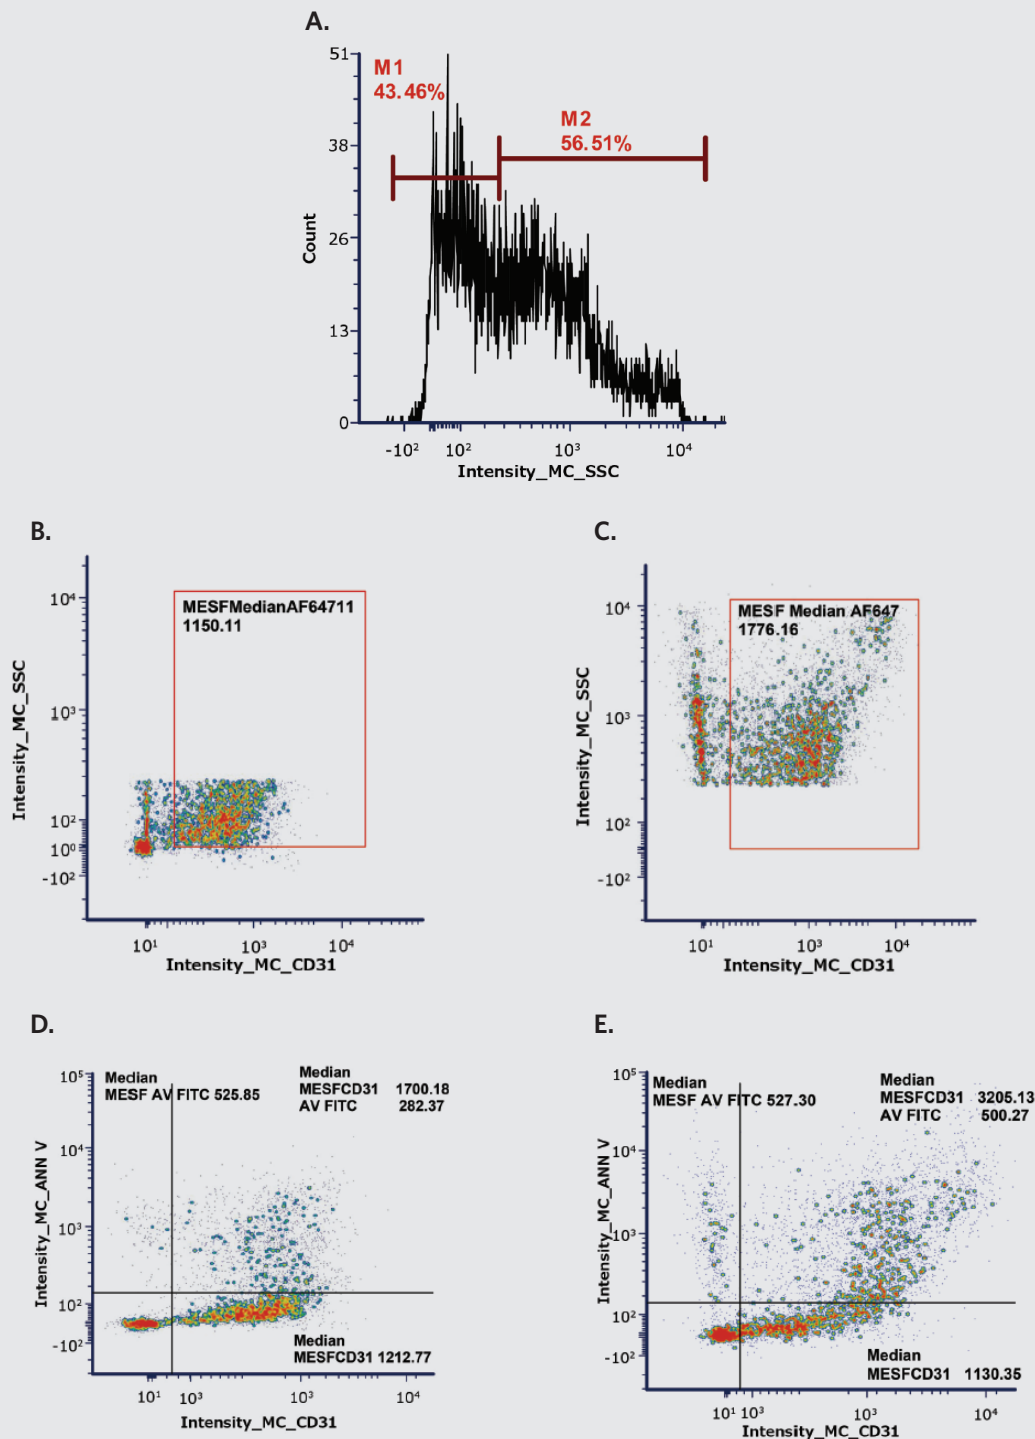 A.
51
M1
43.46%
M2
56.51%
38
26
13
0
Count
-10²
10²
10³
10⁴
Intensity_MC_SSC
B.
10⁴
10³
10²
10⁰
-10²
Intensity_MC_SSC
MESFMedianAF64711
1150.11
10¹
10³
10⁴
Intensity_MC_CD31
C.
10⁴
10³
10²
-10²
Intensity_MC_SSC
MESF Median AF647
1776.16
10¹
10³
10⁴
Intensity_MC_CD31
D.
10⁵
10⁴
10³
10²
-10²
Intensity_MC_ANN V
Median
MESF AV FITC 525.85
Median
MESFCD31 1700.18
AV FITC 282.37
Median
MESFCD31 1212.77
10¹
10³
10³
10⁴
Intensity_MC_CD31
E.
10⁵
10⁴
10³
10²
-10²
Intensity_MC_ANN V
Median
MESF AV FITC 527.30
Median
MESFCD31 3205.13
AV FITC 500.27
Median
MESFCD31 1130.35
10¹
10³
10³
10⁴
Intensity_MC_CD31